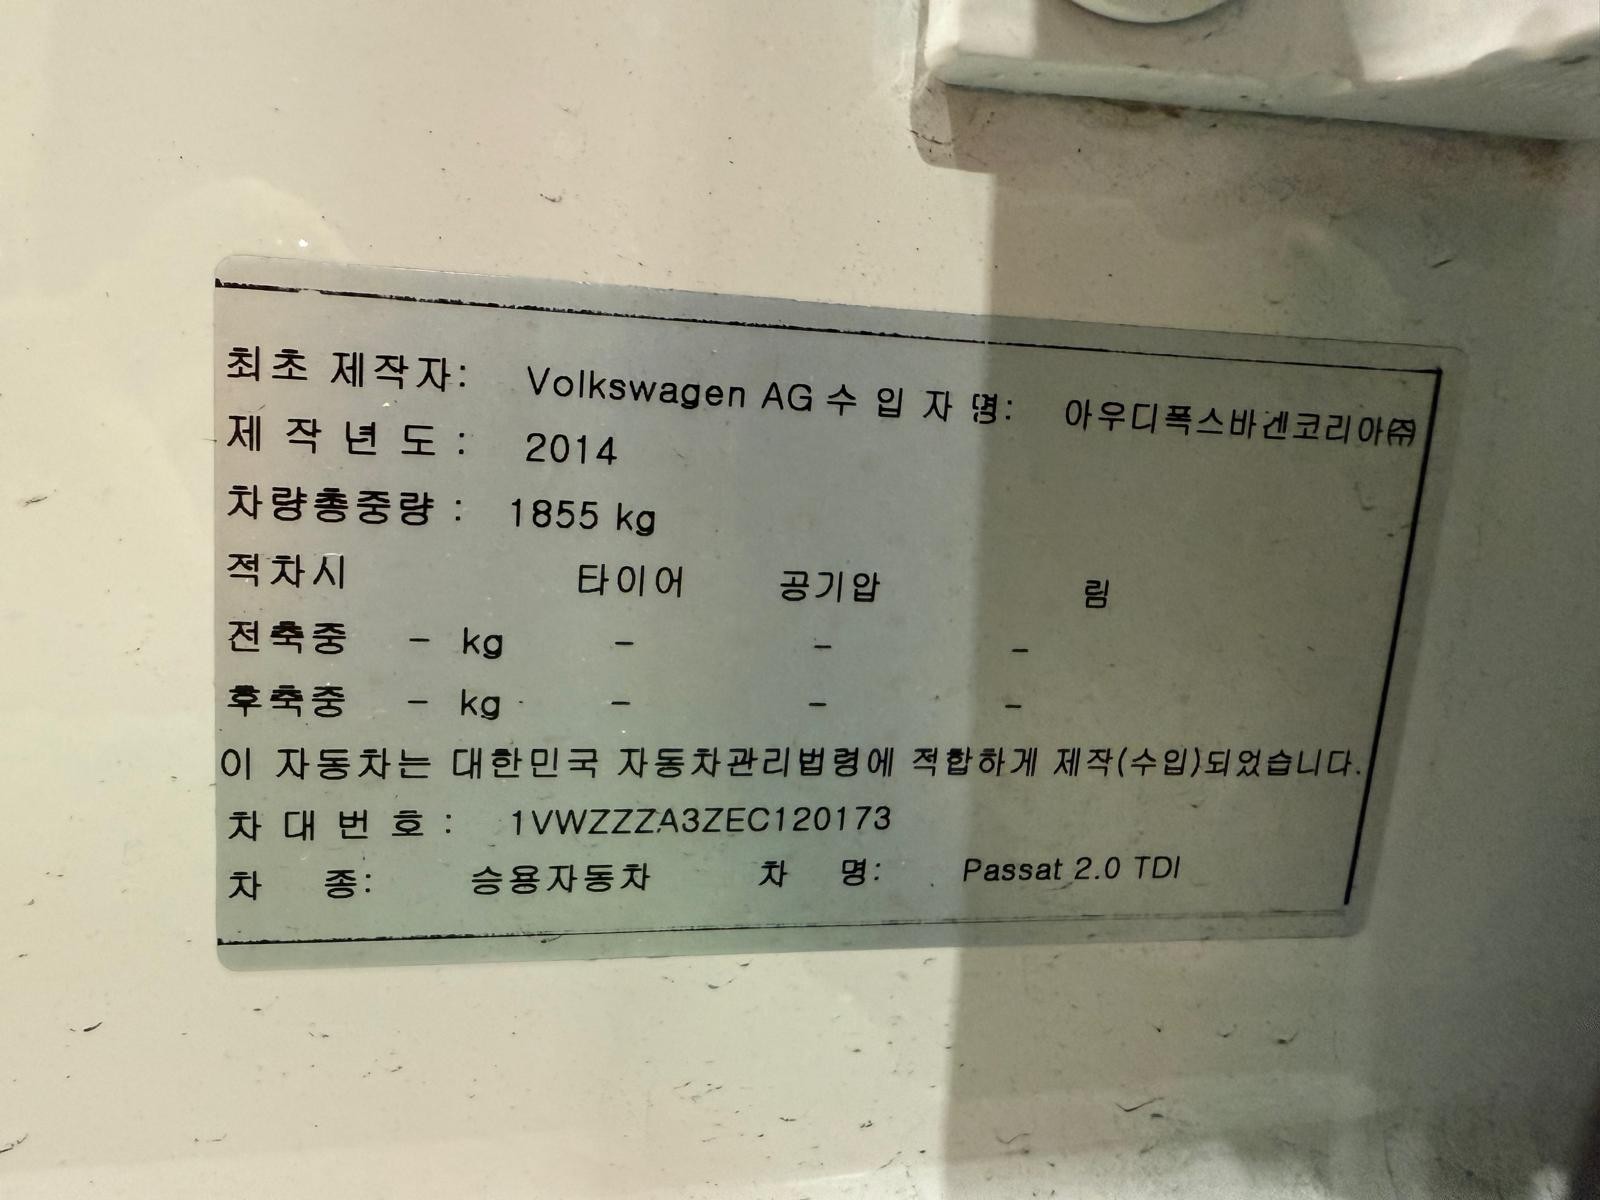 최초 제작자: Volkswagen AG 수 입 자 명: 아우디폭스바겐코리아㈜
제 작 년 도 : 2014
차량총중량 : 1855 kg
적차시 타이어 공기압 림
전축중 - kg - - -
후축중 - kg - - -
이 자동차는 대한민국 자동차관리법령에 적합하게 제작(수입)되었습니다.
차 대 번 호 : 1VWZZZA3ZEC120173
차 종: 승용자동차 차 명: Passat 2.0 TDI